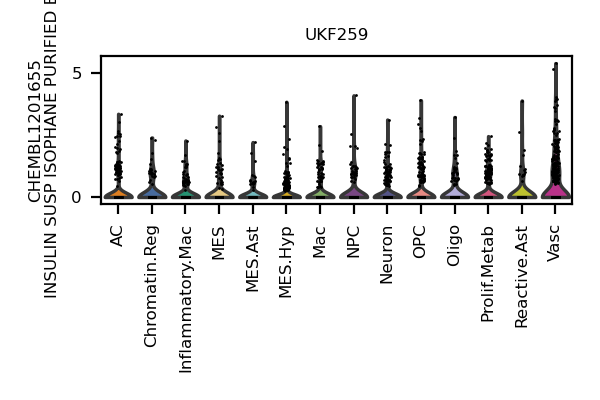 UKF259
CHEMBL1201655
INSULIN SUSP ISOPHANE PURIFIED
5
0
AC
Chromatin.Reg
Inflammatory.Mac
MES
MES.Ast
MES.Hyp
Mac
NPC
Neuron
OPC
Oligo
Prolif.Metab
Reactive.Ast
Vasc